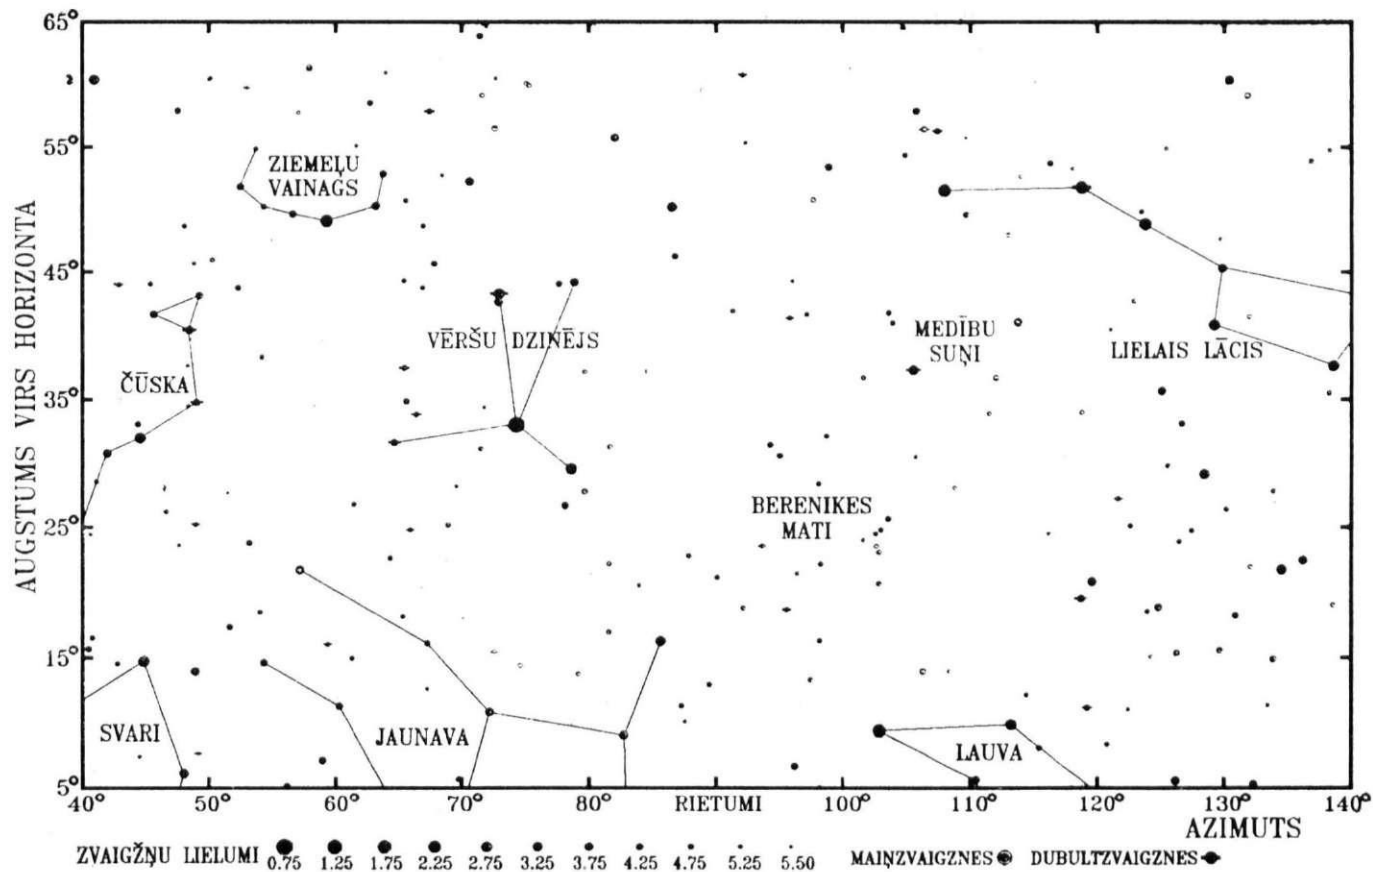 65°
55°
45°
35°
25°
15°
5°
AUGSTUMS VIRS HORIZONTA
ZIEMEĻU
VAINAGS
VĒRŠU DZINĒJS
MEDĪBU
SUŅI
LIELAIS LĀCIS
ČŪSKA
BERENIKES
MATI
SVARI
JAUNAVA
LAUVA
40° 50° 60° 70° 80° RIETUMI 100° 110° 120° 130° 140°
AZIMUTS
ZVAIGŽŅU LIELUMI 0.75 1.25 1.75 2.25 2.75 3.25 3.75 4.25 4.75 5.25 5.50 MAIŅZVAIGZNES DUBULTZVAIGZNES